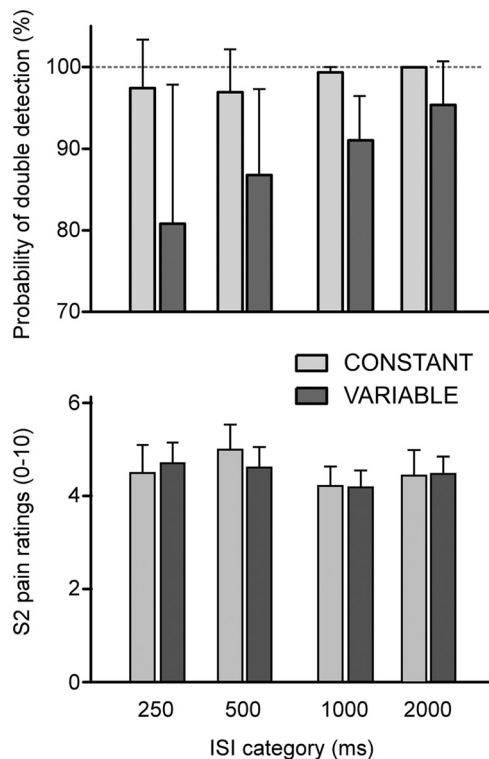 Probability of double detection (%)
100
90
80
70
CONSTANT
VARIABLE
S2 pain ratings (0-10)
6
4
2
0
250 500 1000 2000
ISI category (ms)